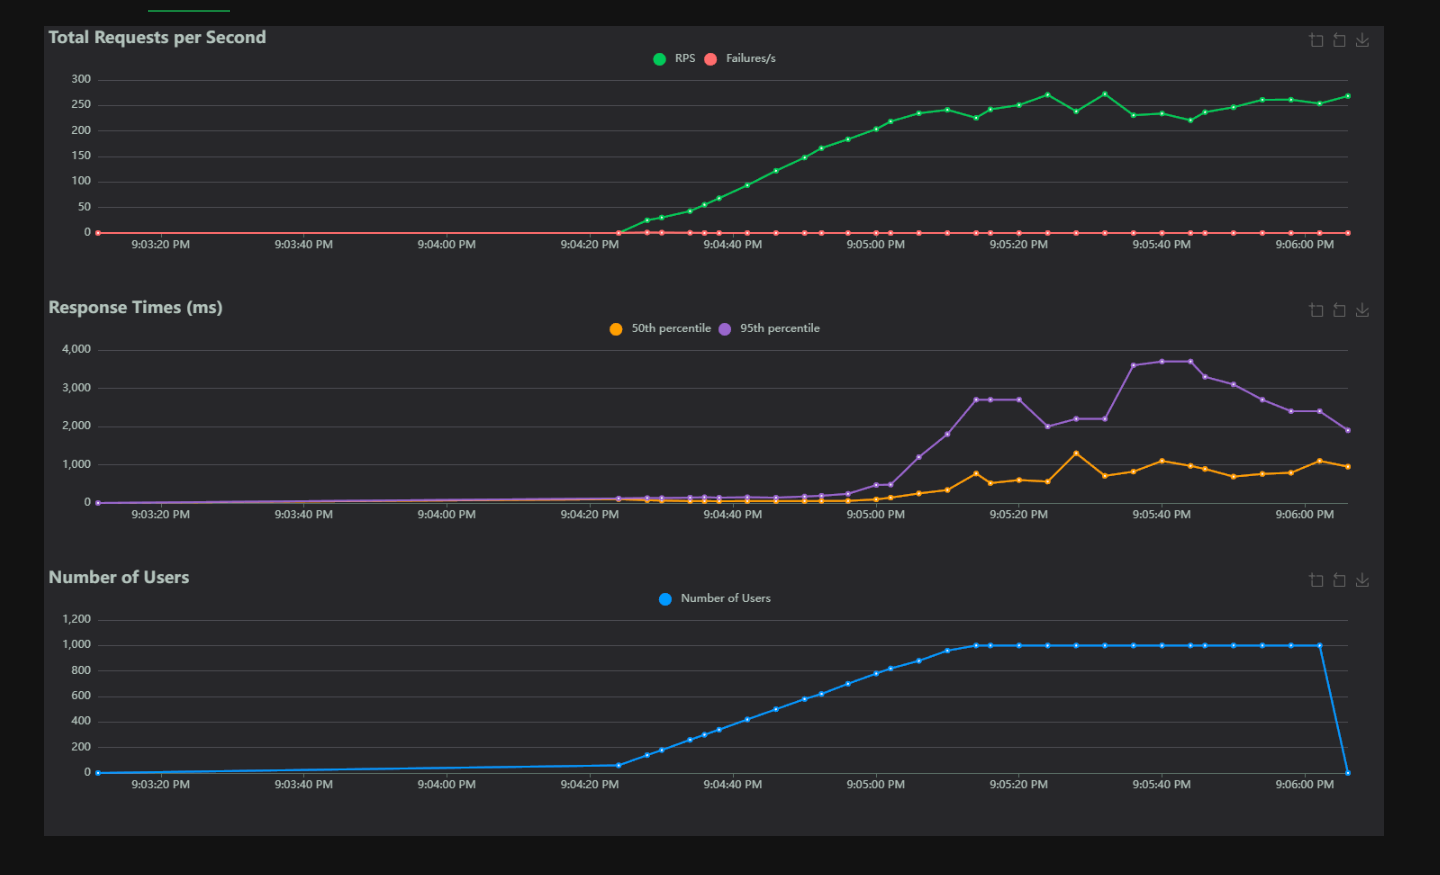 Total Requests per Second
RPS Failures/s
300
250
200
150
100
50
0
9:03:20 PM 9:03:40 PM 9:04:00 PM 9:04:20 PM 9:04:40 PM 9:05:00 PM 9:05:20 PM 9:05:40 PM 9:06:00 PM
Response Times (ms)
50th percentile 95th percentile
4,000
3,000
2,000
1,000
0
9:03:20 PM 9:03:40 PM 9:04:00 PM 9:04:20 PM 9:04:40 PM 9:05:00 PM 9:05:20 PM 9:05:40 PM 9:06:00 PM
Number of Users
Number of Users
1,200
1,000
800
600
400
200
0
9:03:20 PM 9:03:40 PM 9:04:00 PM 9:04:20 PM 9:04:40 PM 9:05:00 PM 9:05:20 PM 9:05:40 PM 9:06:00 PM